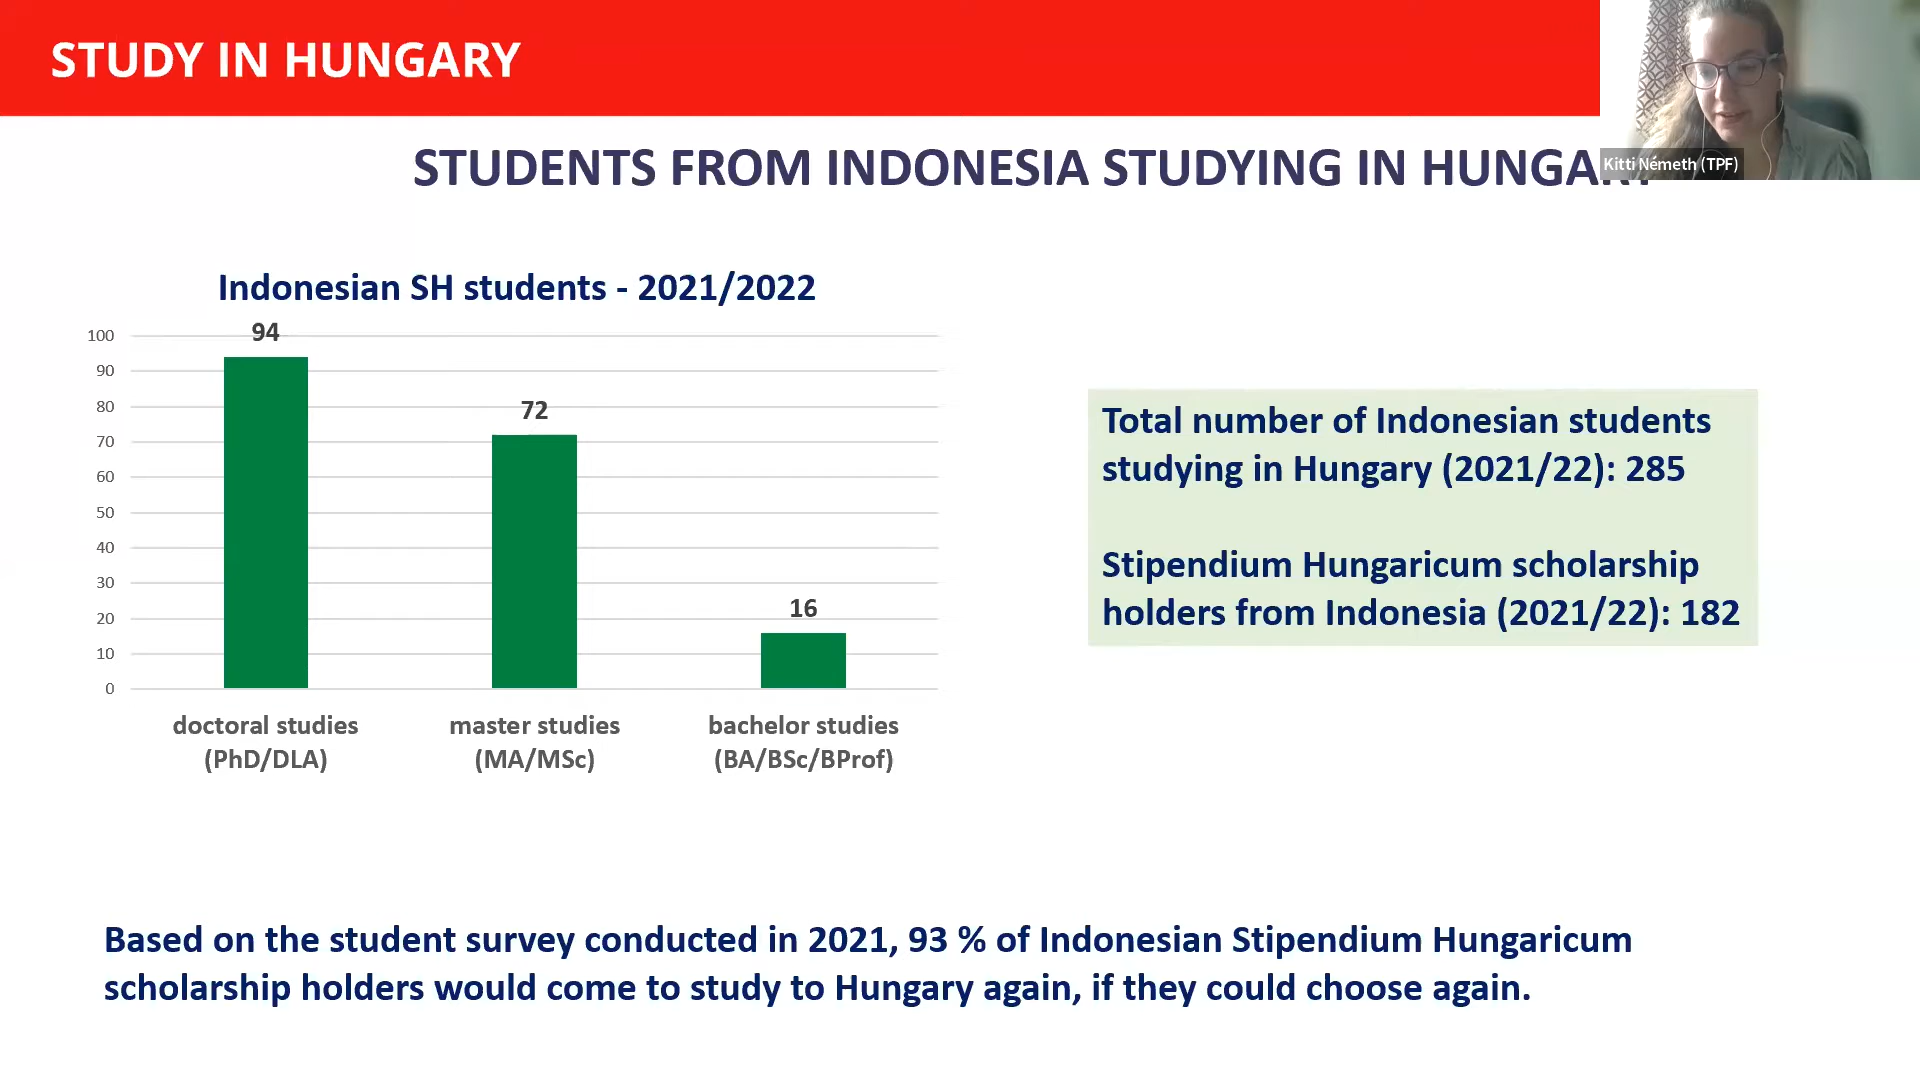 STUDY IN HUNGARY
Kitti Németh (TPF)
STUDENTS FROM INDONESIA STUDYING IN HUNGARY
Indonesian SH students - 2021/2022
100
90
80
70
60
50
40
30
20
10
0
94
72
16
doctoral studies
(PhD/DLA)
master studies
(MA/MSc)
bachelor studies
(BA/BSc/BProf)
Total number of Indonesian students
studying in Hungary (2021/22): 285
Stipendium Hungaricum scholarship
holders from Indonesia (2021/22): 182
Based on the student survey conducted in 2021, 93 % of Indonesian Stipendium Hungaricum
scholarship holders would come to study to Hungary again, if they could choose again.